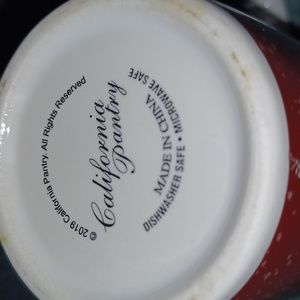 © 2019 California Pantry. All Rights Reserved
California
Pantry
MADE IN CHINA
DISHWASHER SAFE • MICROWAVE SAFE